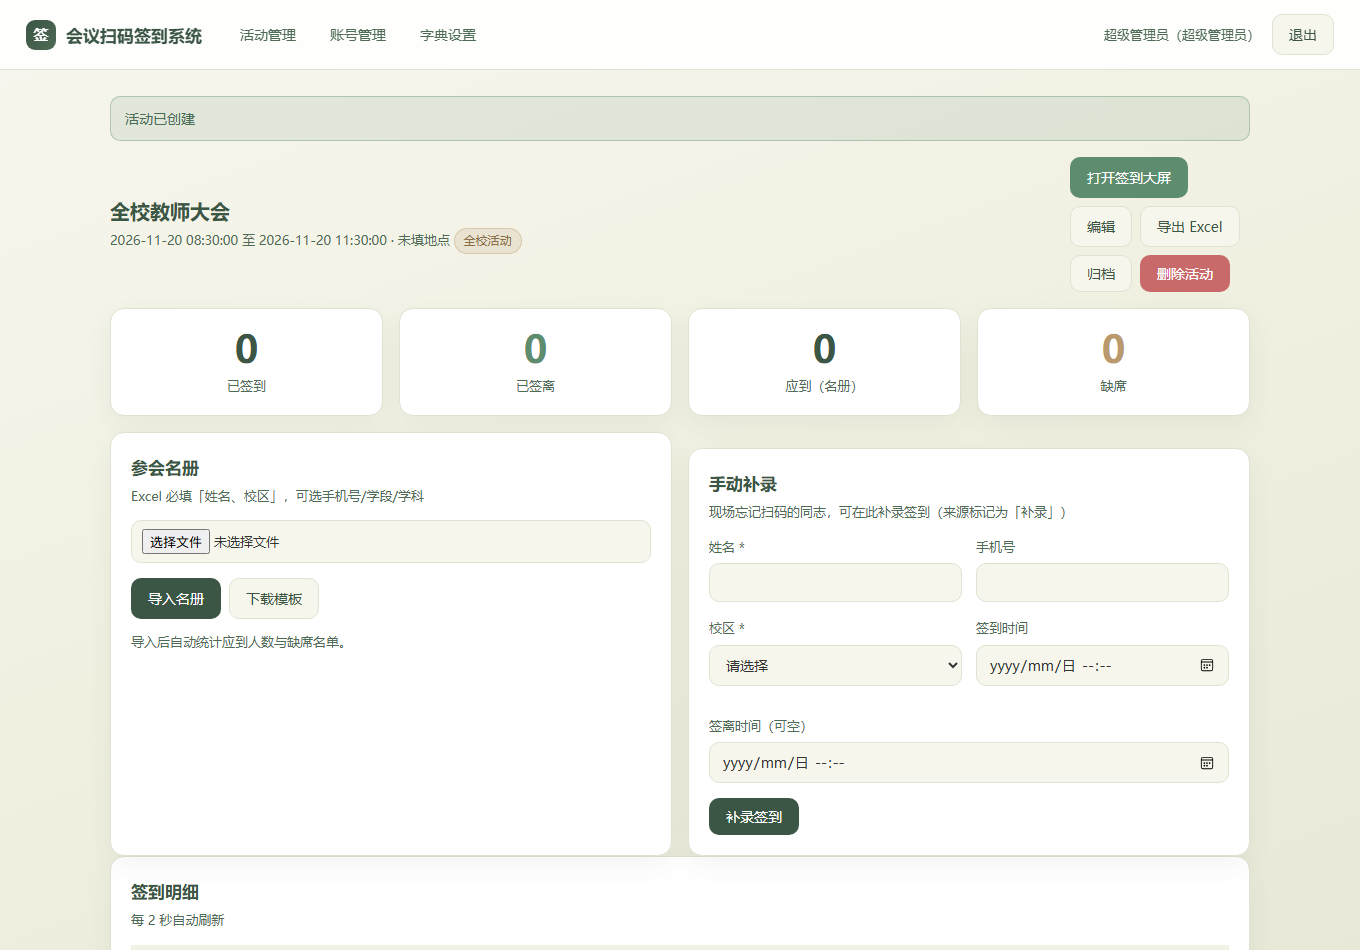 签 会议扫码签到系统 活动管理 账号管理 字典设置 超级管理员（超级管理员） 退出
活动已创建
打开签到大屏
全校教师大会
2026-11-20 08:30:00 至 2026-11-20 11:30:00 · 未填地点 全校活动
编辑 导出 Excel
归档 删除活动
0 0 0 0
已签到 已签离 应到（名册） 缺席
参会名册
Excel 必填「姓名、校区」，可选手机号/学段/学科
选择文件 未选择文件
导入名册 下载模板
导入后自动统计应到人数与缺席名单。
手动补录
现场忘记扫码的同志，可在此补录签到（来源标记为「补录」）
姓名 * 手机号
校区 * 签到时间
请选择 yyyy/mm/日 --:--
签离时间（可空）
yyyy/mm/日 --:--
补录签到
签到明细
每 2 秒自动刷新